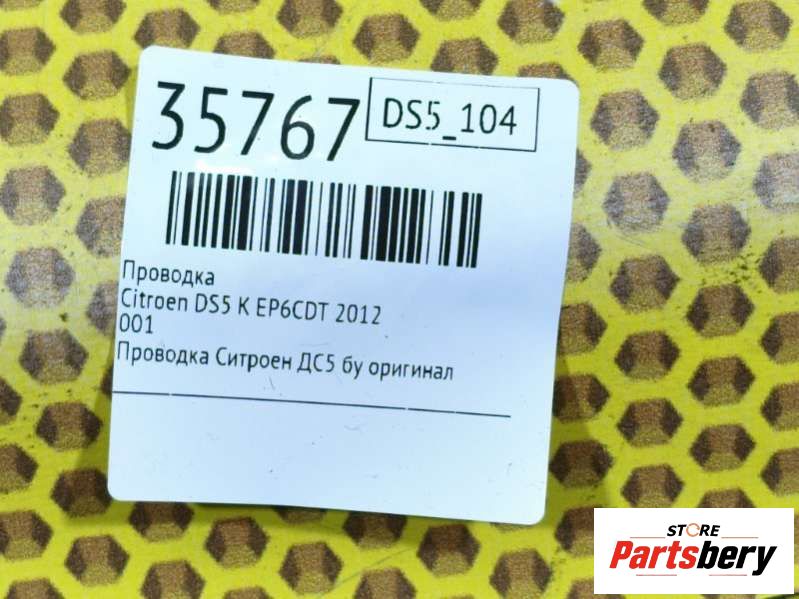 35767
DS5_104
Проводка
Citroen DS5 K EP6CDT 2012
001
Проводка Ситроен ДС5 бу оригинал
STORE
Partsbery